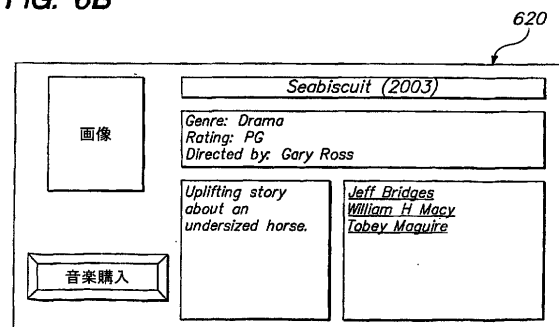 FIG. 6B
620
Seabiscuit (2003)
画像
Genre: Drama
Rating: PG
Directed by: Gary Ross
Uplifting story
about an
undersized horse.
Jeff Bridges
William H Macy
Tobey Maguire
音楽購入